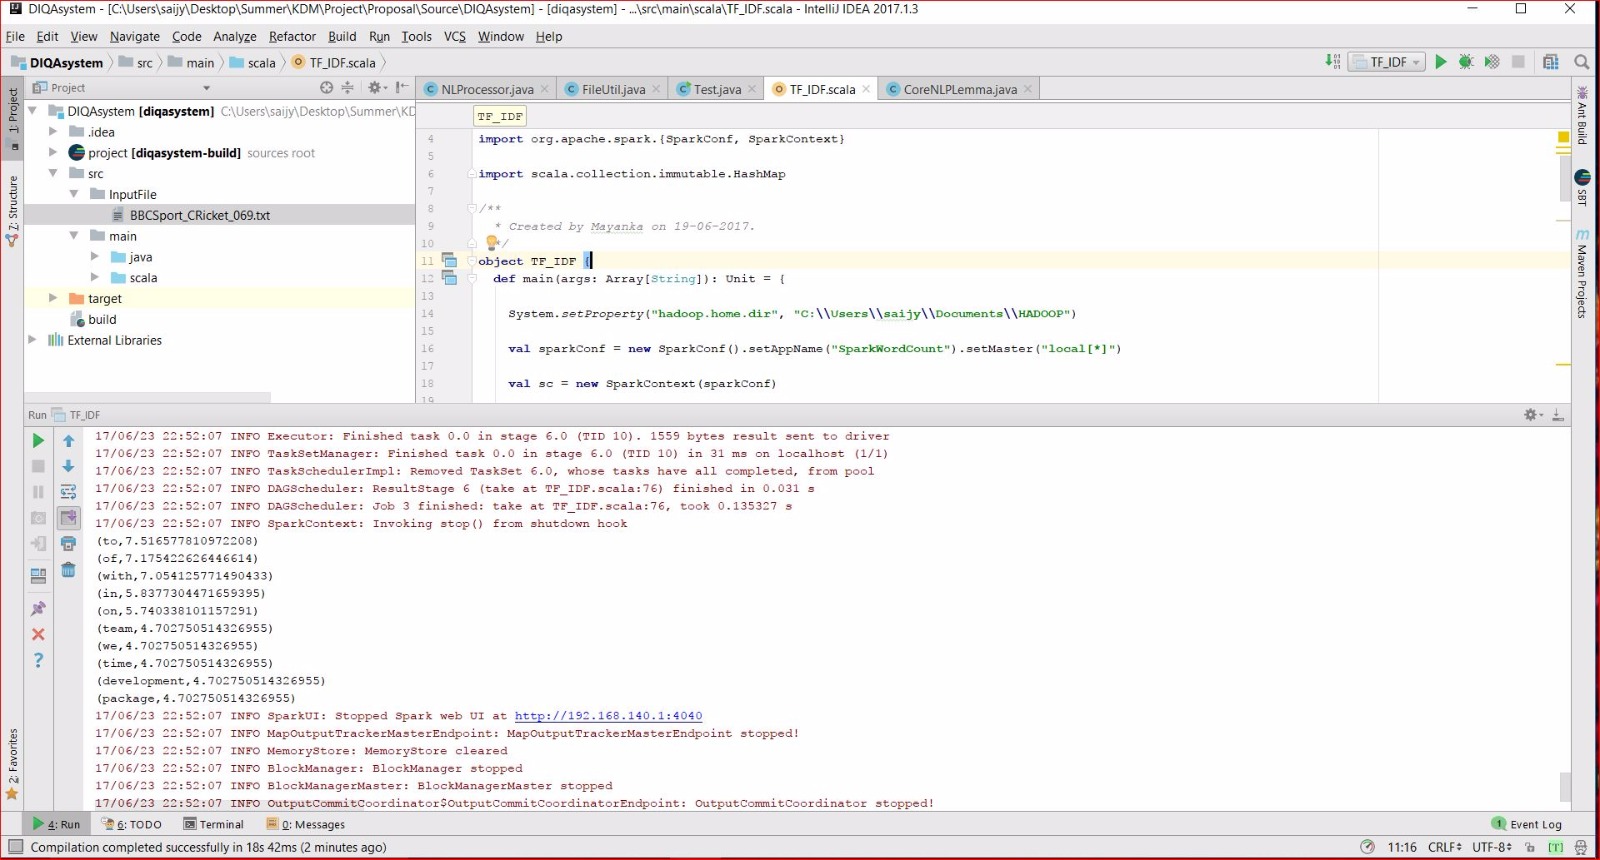 DIQAsystem - [C:\Users\saijy\Desktop\Summer\KDM\Project\Proposal\Source\DIQAsystem] - [diqasystem] - ...\src\main\scala\TF_IDF.scala - IntelliJ IDEA 2017.1.3
File Edit View Navigate Code Analyze Refactor Build Run Tools VCS Window Help
DIQAsystem src main scala TF_IDF.scala TF_IDF
Project
NLProcessor.java FileUtil.java Test.java TF_IDF.scala CoreNLPLemma.java
1: Project
Z: Structure
2: Favorites
DIQAsystem [diqasystem] C:\Users\saijy\Desktop\Summer\KD
.idea
project [diqasystem-build] sources root
src
InputFile
BBCSport_CRicket_069.txt
main
java
scala
target
build
External Libraries
TF_IDF
4 import org.apache.spark.{SparkConf, SparkContext}
5
6 import scala.collection.immutable.HashMap
7
8 /**
9 * Created by Mayanka on 19-06-2017.
10 */
11 object TF_IDF {
12 def main(args: Array[String]): Unit = {
13
14 System.setProperty("hadoop.home.dir", "C:\\Users\\saijy\\Documents\\HADOOP")
15
16 val sparkConf = new SparkConf().setAppName("SparkWordCount").setMaster("local[*]")
17
18 val sc = new SparkContext(sparkConf)
19
Ant Build
SBT
Maven Projects
Run TF_IDF
17/06/23 22:52:07 INFO Executor: Finished task 0.0 in stage 6.0 (TID 10). 1559 bytes result sent to driver
17/06/23 22:52:07 INFO TaskSetManager: Finished task 0.0 in stage 6.0 (TID 10) in 31 ms on localhost (1/1)
17/06/23 22:52:07 INFO TaskSchedulerImpl: Removed TaskSet 6.0, whose tasks have all completed, from pool
17/06/23 22:52:07 INFO DAGScheduler: ResultStage 6 (take at TF_IDF.scala:76) finished in 0.031 s
17/06/23 22:52:07 INFO DAGScheduler: Job 3 finished: take at TF_IDF.scala:76, took 0.135327 s
17/06/23 22:52:07 INFO SparkContext: Invoking stop() from shutdown hook
(to,7.516577810972208)
(of,7.175422626446614)
(with,7.054125771490433)
(in,5.8377304471659395)
(on,5.740338101157291)
(team,4.702750514326955)
(we,4.702750514326955)
(time,4.702750514326955)
(development,4.702750514326955)
(package,4.702750514326955)
17/06/23 22:52:07 INFO SparkUI: Stopped Spark web UI at http://192.168.140.1:4040
17/06/23 22:52:07 INFO MapOutputTrackerMasterEndpoint: MapOutputTrackerMasterEndpoint stopped!
17/06/23 22:52:07 INFO MemoryStore: MemoryStore cleared
17/06/23 22:52:07 INFO BlockManager: BlockManager stopped
17/06/23 22:52:07 INFO BlockManagerMaster: BlockManagerMaster stopped
17/06/23 22:52:07 INFO OutputCommitCoordinator$OutputCommitCoordinatorEndpoint: OutputCommitCoordinator stopped!
4: Run 6: TODO Terminal 0: Messages 1 Event Log
Compilation completed successfully in 18s 42ms (2 minutes ago) 11:16 CRLF UTF-8 [T]